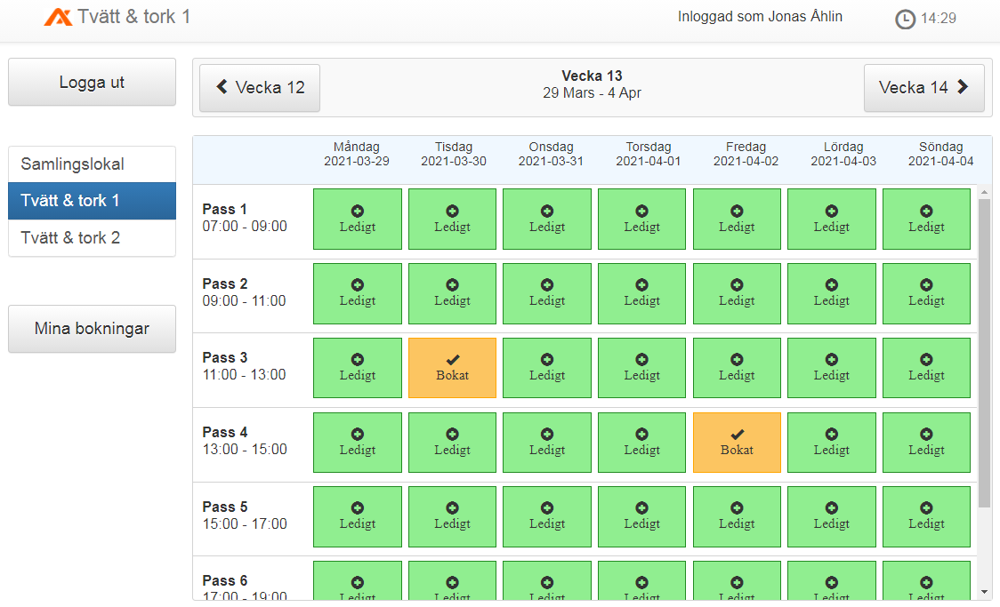 Tvätt & tork 1
Inloggad som Jonas Åhlin
14:29
Logga ut
Samlingslokal
Tvätt & tork 1
Tvätt & tork 2
Mina bokningar
Vecka 12
Vecka 13
29 Mars - 4 Apr
Vecka 14
Måndag Tisdag Onsdag Torsdag Fredag Lördag Söndag
2021-03-29 2021-03-30 2021-03-31 2021-04-01 2021-04-02 2021-04-03 2021-04-04
Pass 1
07:00 - 09:00 Ledigt Ledigt Ledigt Ledigt Ledigt Ledigt Ledigt
Pass 2
09:00 - 11:00 Ledigt Ledigt Ledigt Ledigt Ledigt Ledigt Ledigt
Pass 3
11:00 - 13:00 Ledigt Bokat Ledigt Ledigt Ledigt Ledigt Ledigt
Pass 4
13:00 - 15:00 Ledigt Ledigt Ledigt Ledigt Bokat Ledigt Ledigt
Pass 5
15:00 - 17:00 Ledigt Ledigt Ledigt Ledigt Ledigt Ledigt Ledigt
Pass 6
17:00 - 19:00 Ledigt Ledigt Ledigt Ledigt Ledigt Ledigt Ledigt